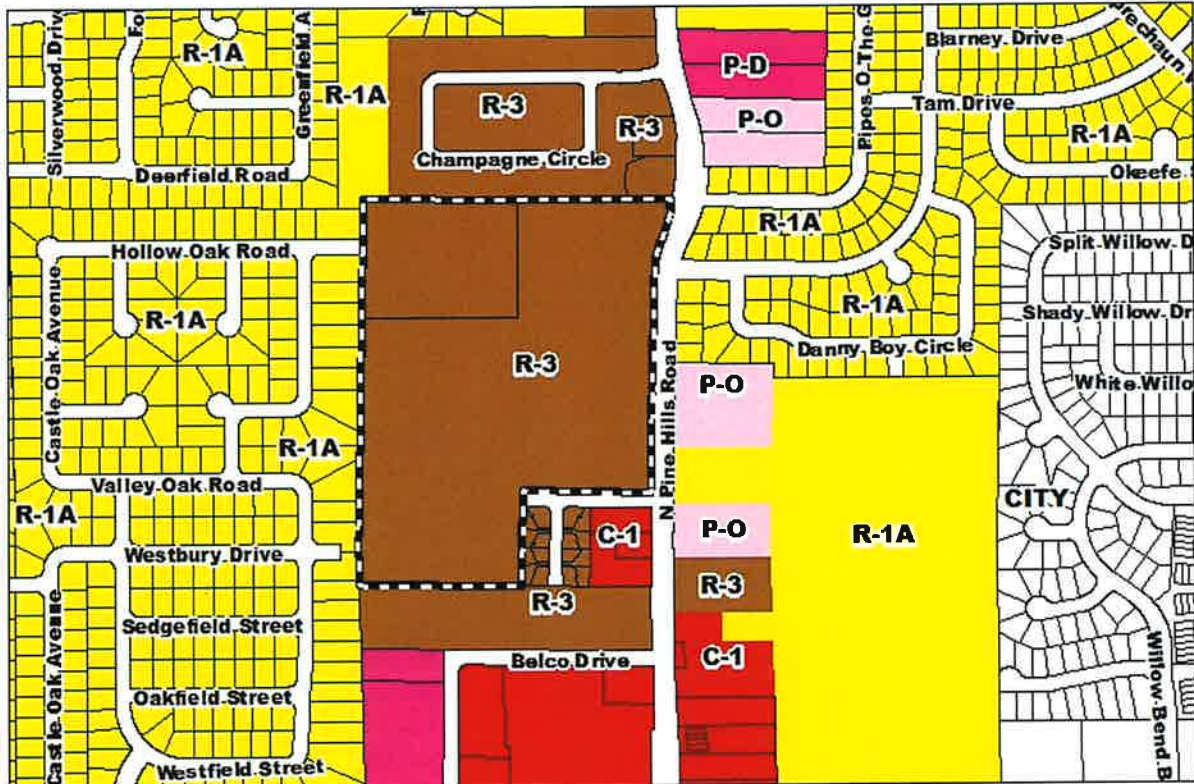 Silverwood Drive
R-1A
Greenfield A
R-1A
Deerfield Road
R-3
R-3
Champagne Circle
P-D
P-O
Pipes O The G
Blarney Drive
Tam Drive
R-1A
Okeefe S
Hollow Oak Road
R-1A
Castle Oak Avenue
R-1A
Valley Oak Road
R-1A
Westbury Drive
Sedgefield Street
Castle Oak Avenue
Oakfield Street
Westfield Street
R-3
N Pine Hills Road
R-1A
R-1A
Danny Boy Circle
P-O
P-O
R-1A
C-1
R-3
R-3
Belco Drive
C-1
Split Willow D
Shady Willow Dr
White Willo
CITY
Willow Bend B